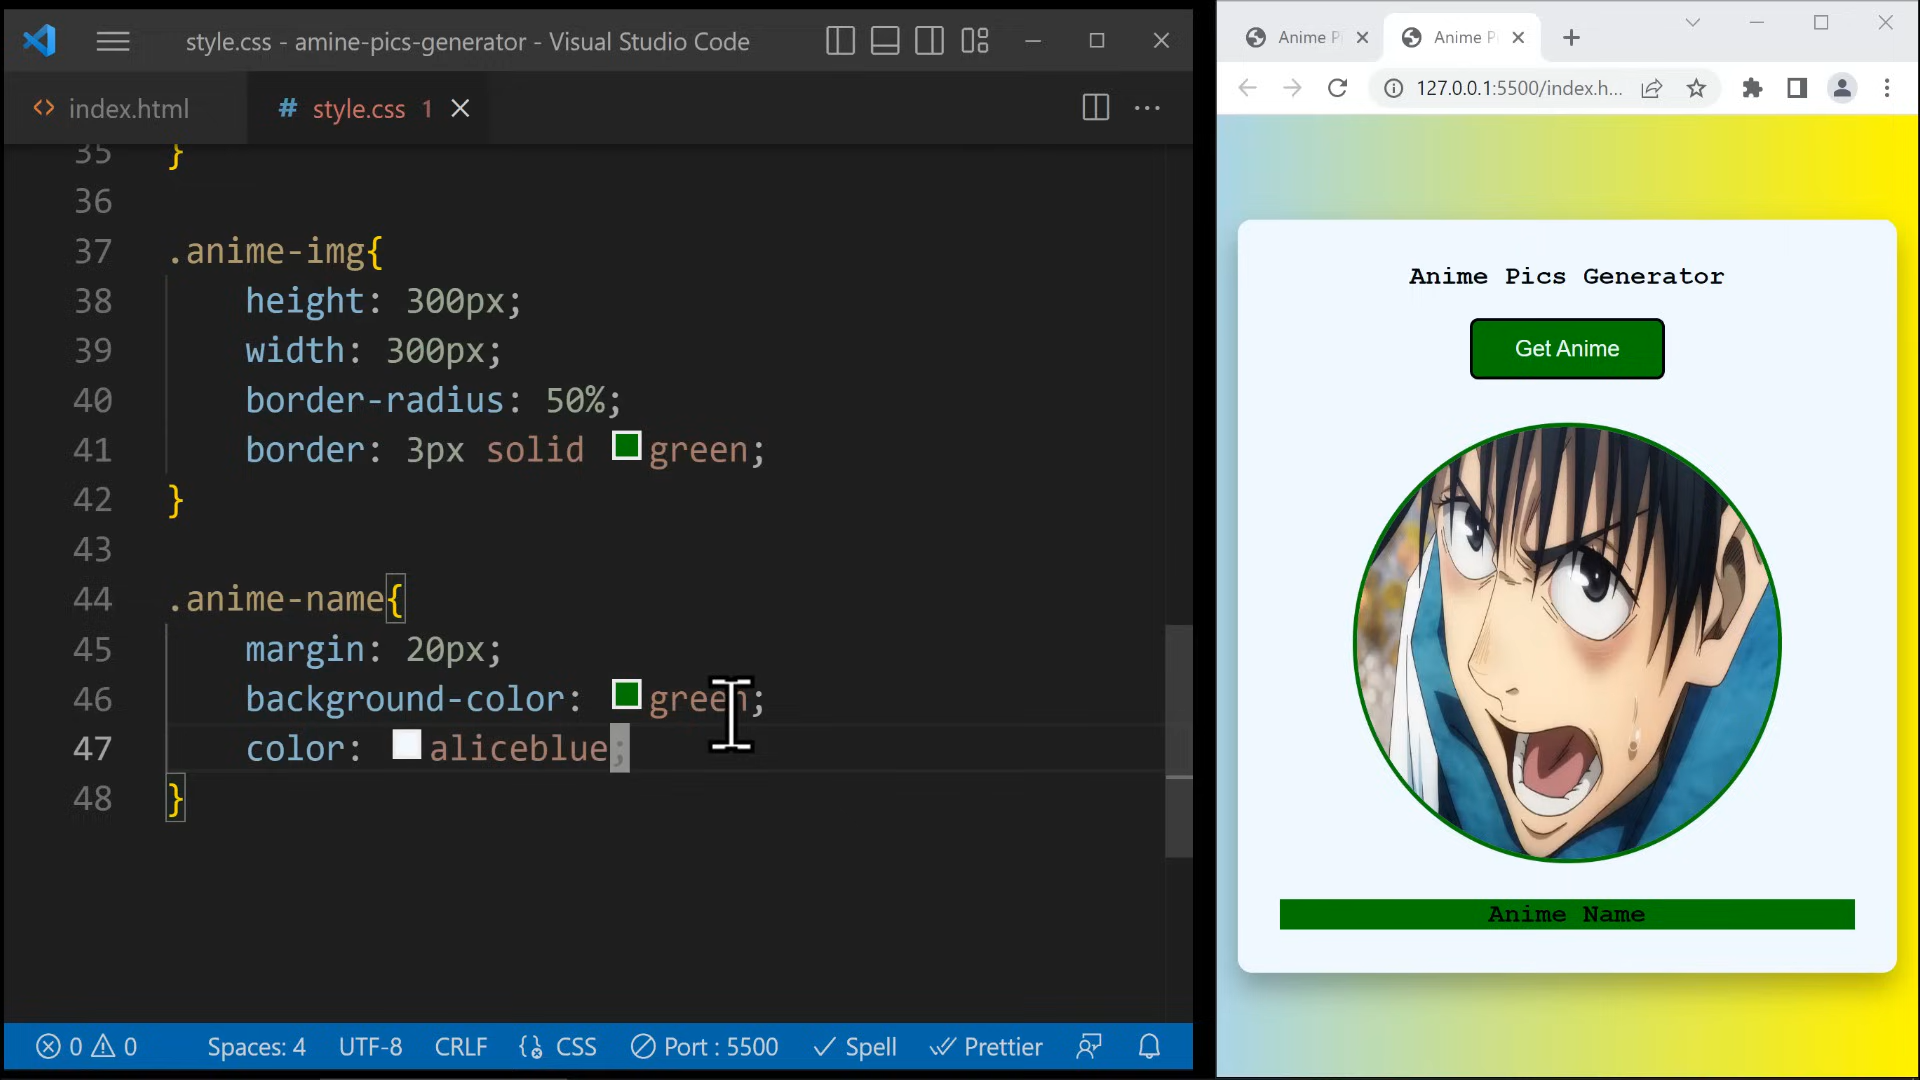 style.css - amine-pics-generator - Visual Studio Code
index.html
# style.css 1
35 }
36
37 .anime-img{
38 height: 300px;
39 width: 300px;
40 border-radius: 50%;
41 border: 3px solid green;
42 }
43
44 .anime-name{
45 margin: 20px;
46 background-color: green;
47 color: aliceblue;
48 }
0 0 Spaces: 4 UTF-8 CRLF {} CSS Port : 5500 Spell Prettier
Anime P
Anime P
127.0.0.1:5500/index.h...
Anime Pics Generator
Get Anime
Anime Name